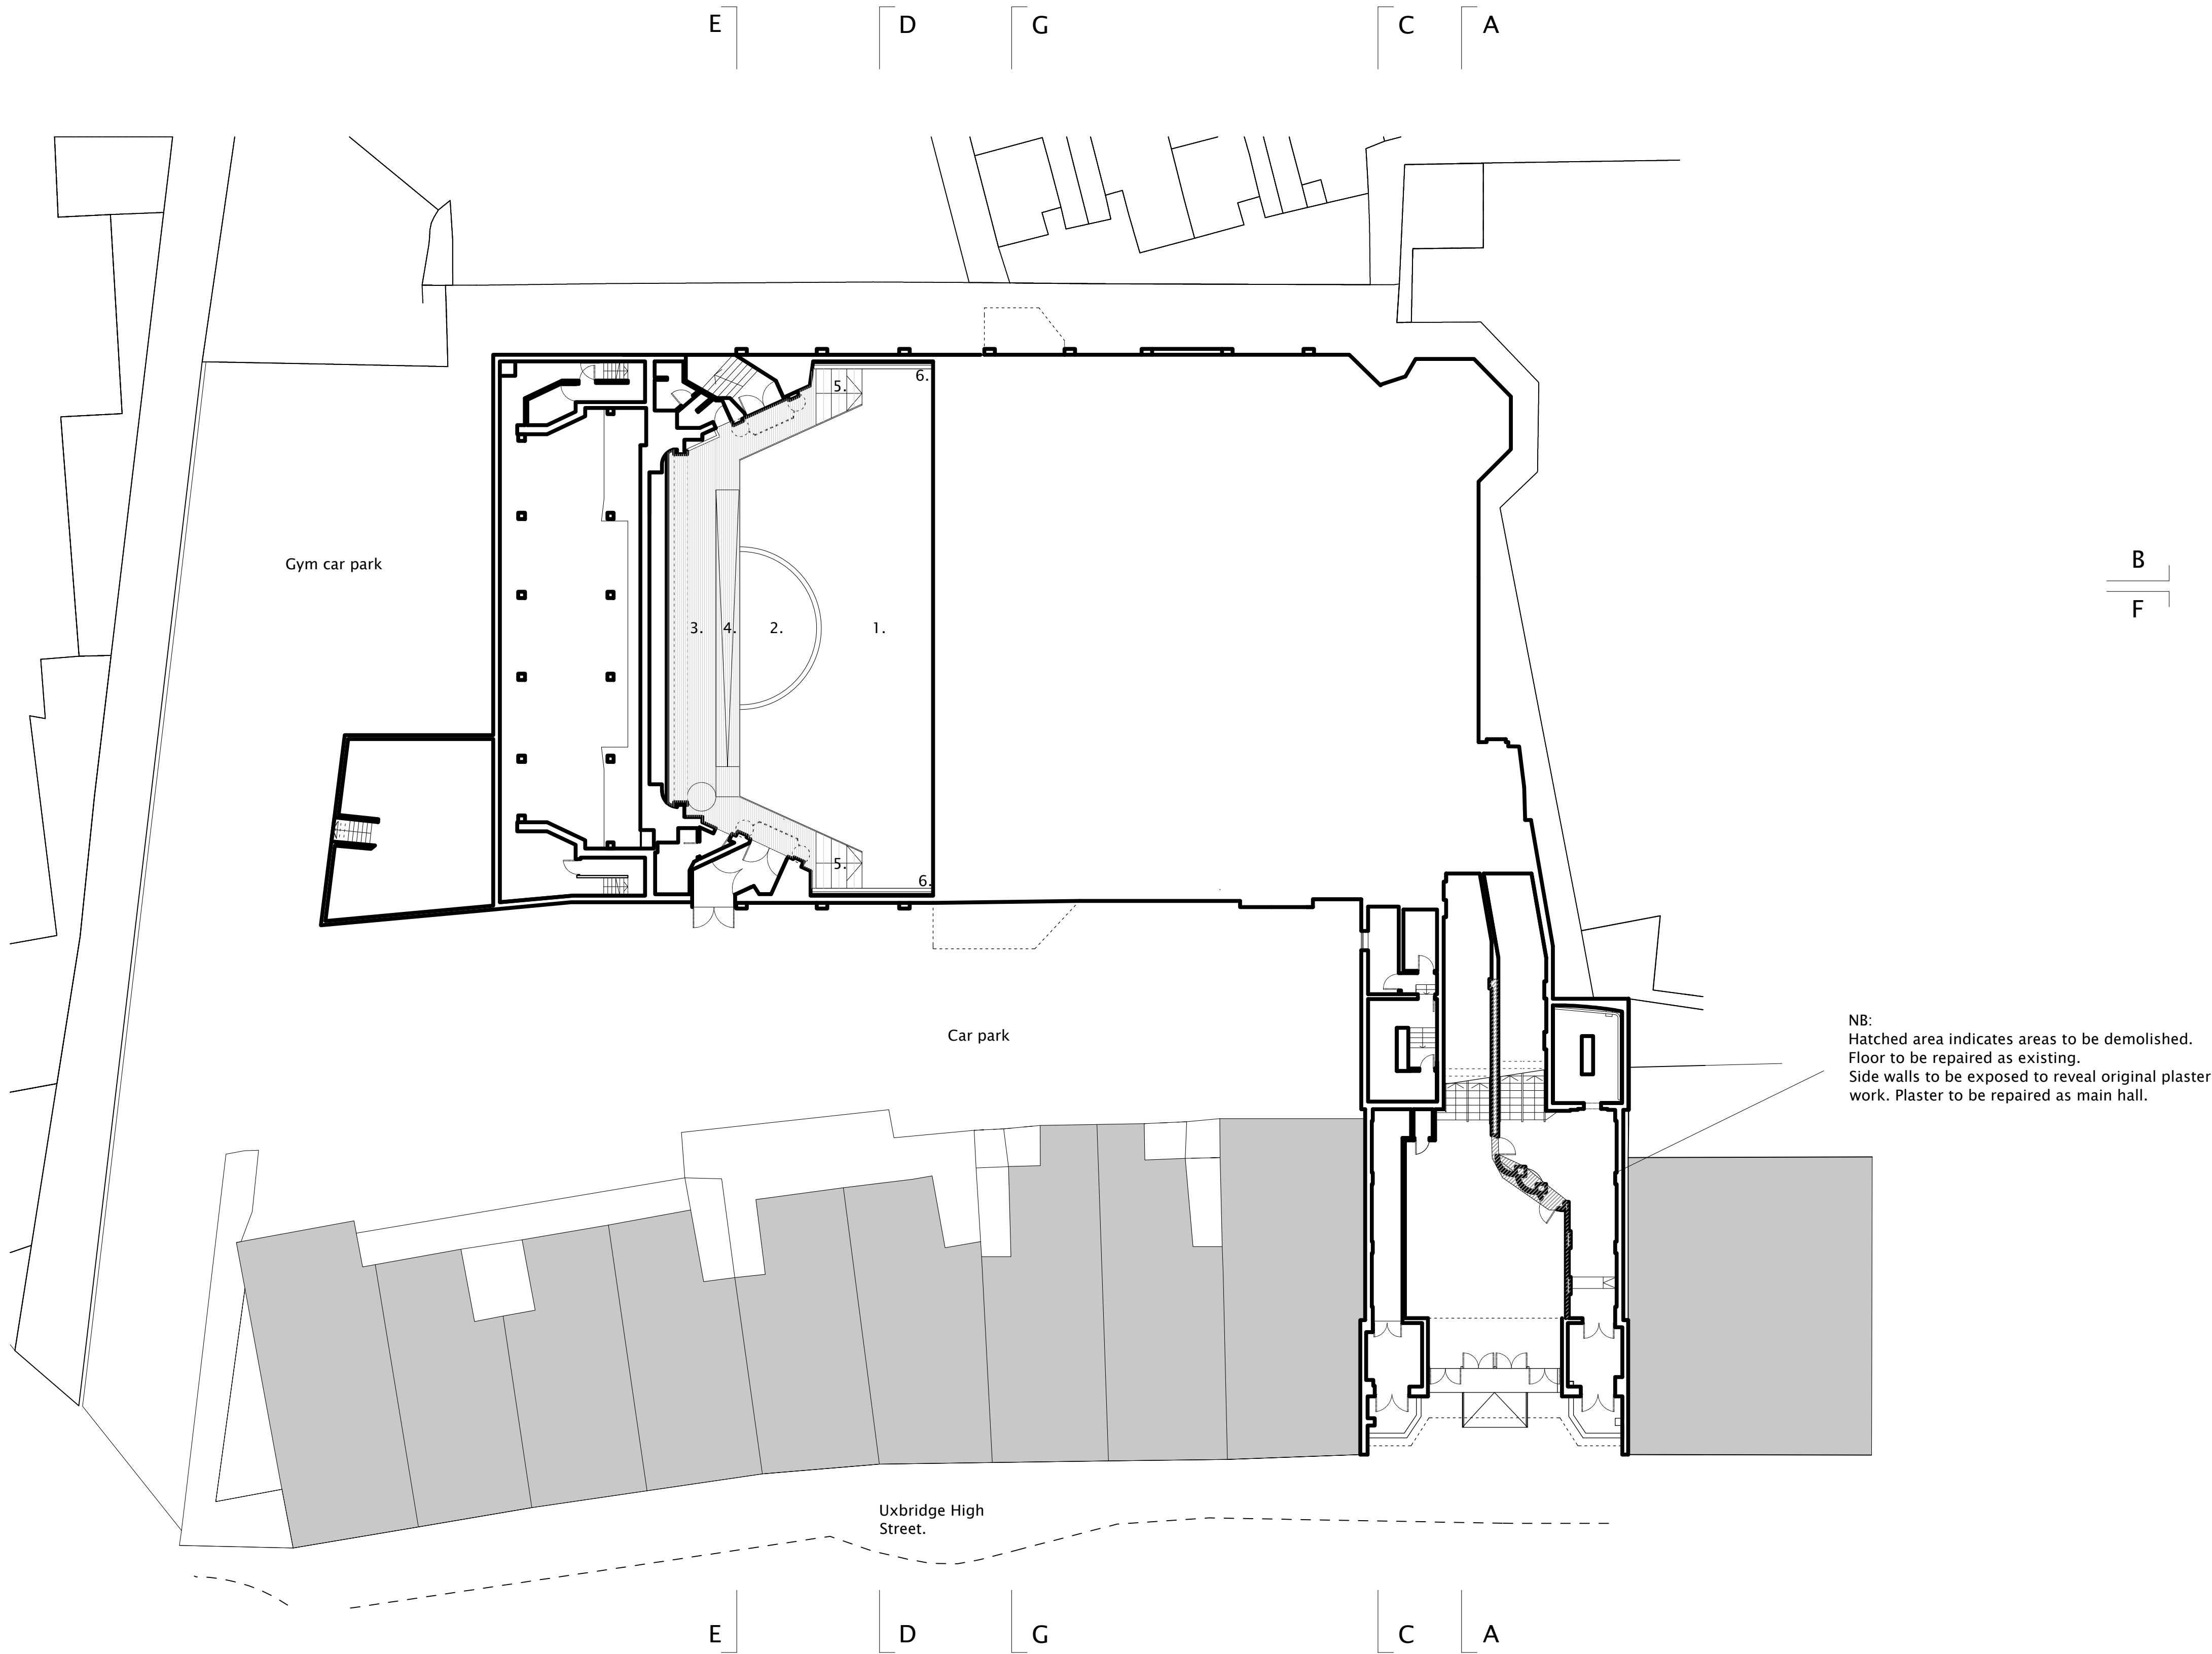 E
D
G
C
A
5.
6.
Gym car park
B
F
3.
4.
2.
1.
5.
6.
Car park
NB:
Hatched area indicates areas to be demolished.
Floor to be repaired as existing.
Side walls to be exposed to reveal original plaster
work. Plaster to be repaired as main hall.
Uxbridge High
Street.
E
D
G
C
A